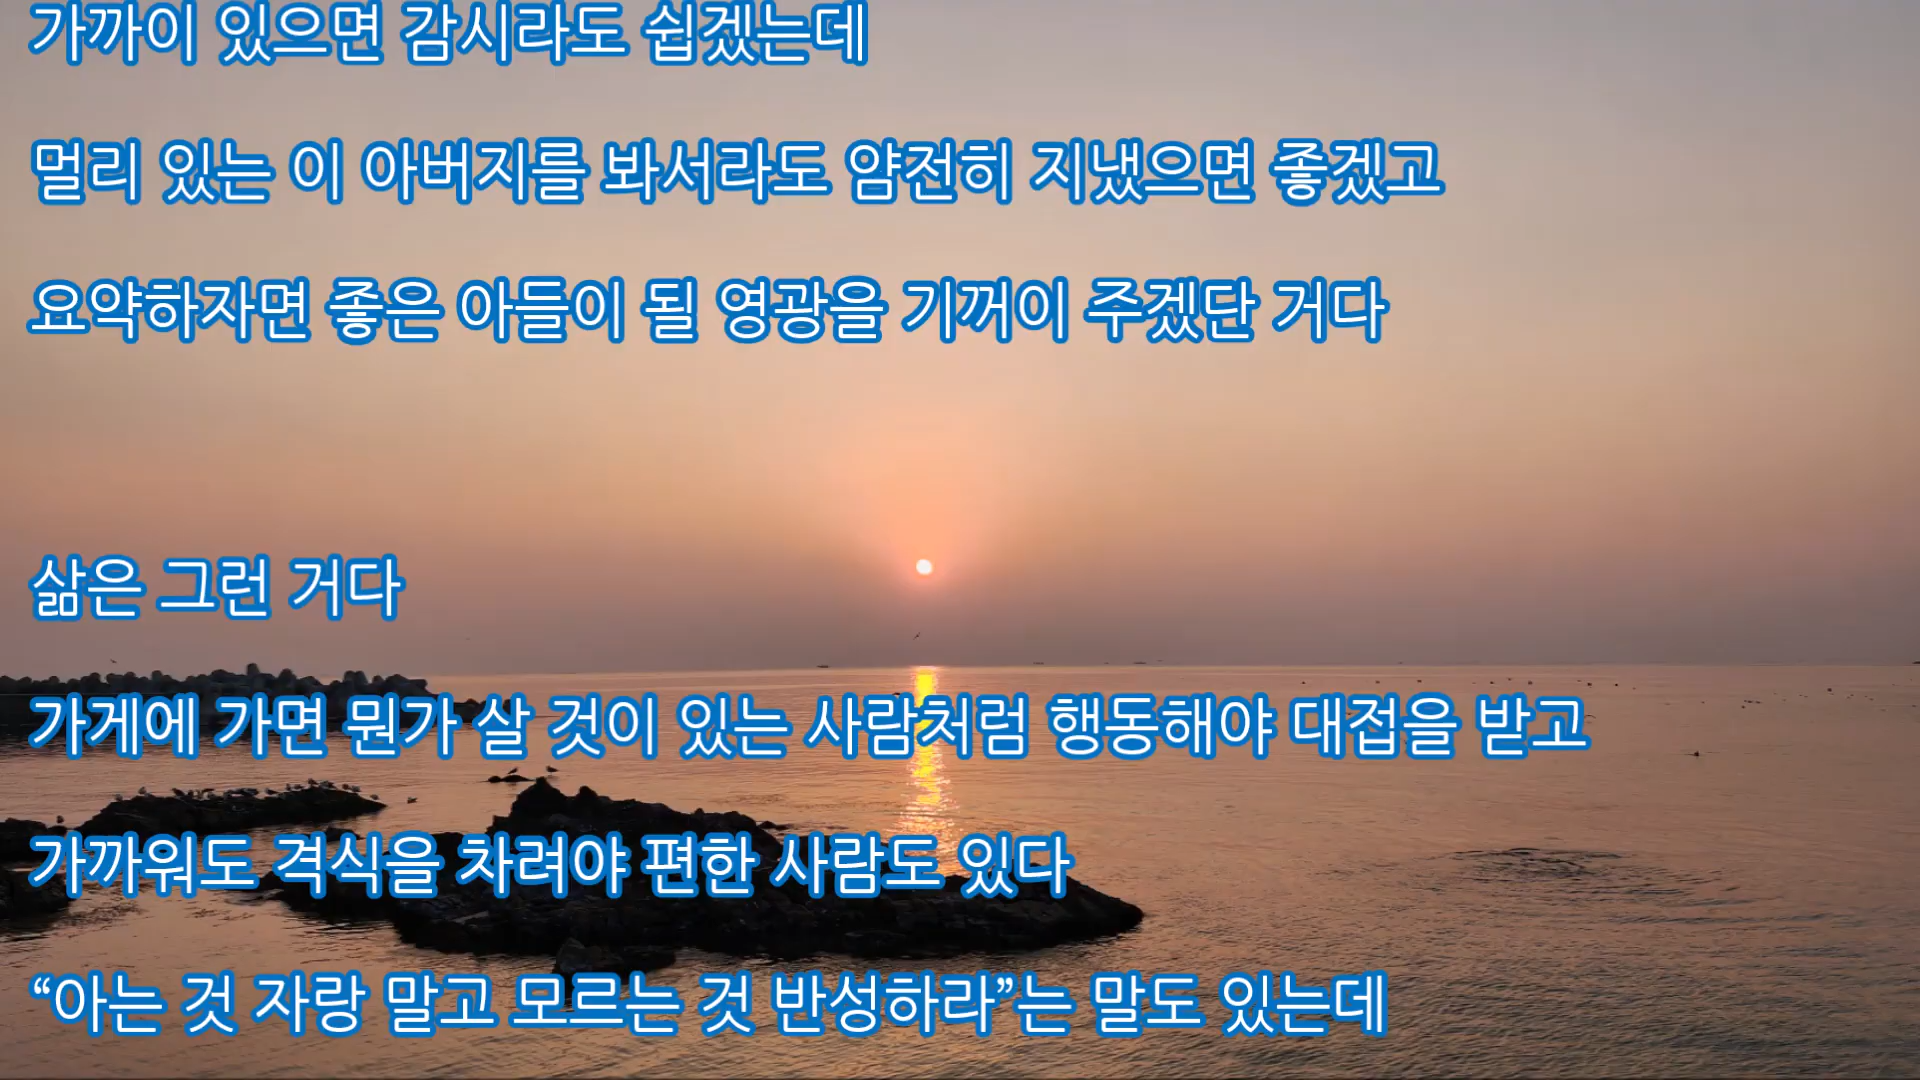 가까이 있으면 감시라도 쉽겠는데
멀리 있는 이 아버지를 봐서라도 얌전히 지냈으면 좋겠고
요약하자면 좋은 아들이 될 영광을 기꺼이 주겠단 거다
삶은 그런 거다
가게에 가면 뭔가 살 것이 있는 사람처럼 행동해야 대접을 받고
가까워도 격식을 차려야 편한 사람도 있다
“아는 것 자랑 말고 모르는 것 반성하라”는 말도 있는데